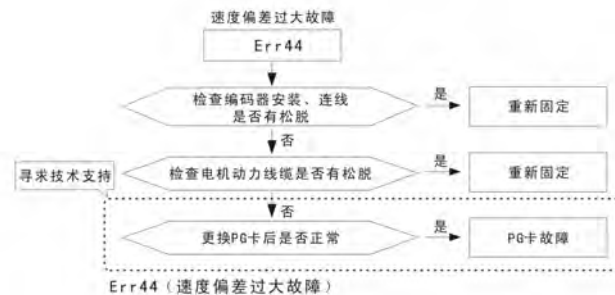 速度偏差过大故障
Err44
检查编码器安装、连线
是否有松脱
是
重新固定
否
寻求技术支持
检查电机动力线缆是否有松脱
是
重新固定
否
更换PG卡后是否正常
是
PG卡故障
Err44（速度偏差过大故障）